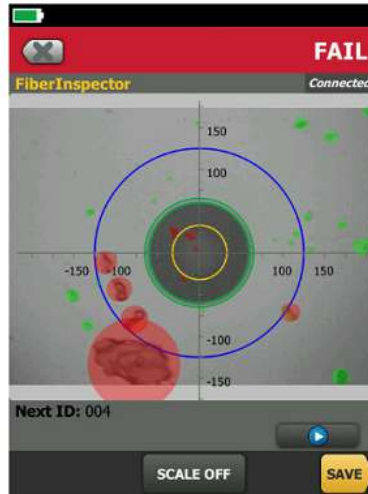 FAIL
FiberInspector
Connected
150
100
-150 -100
100 150
-100
-150
Next ID: 004
SCALE OFF
SAVE